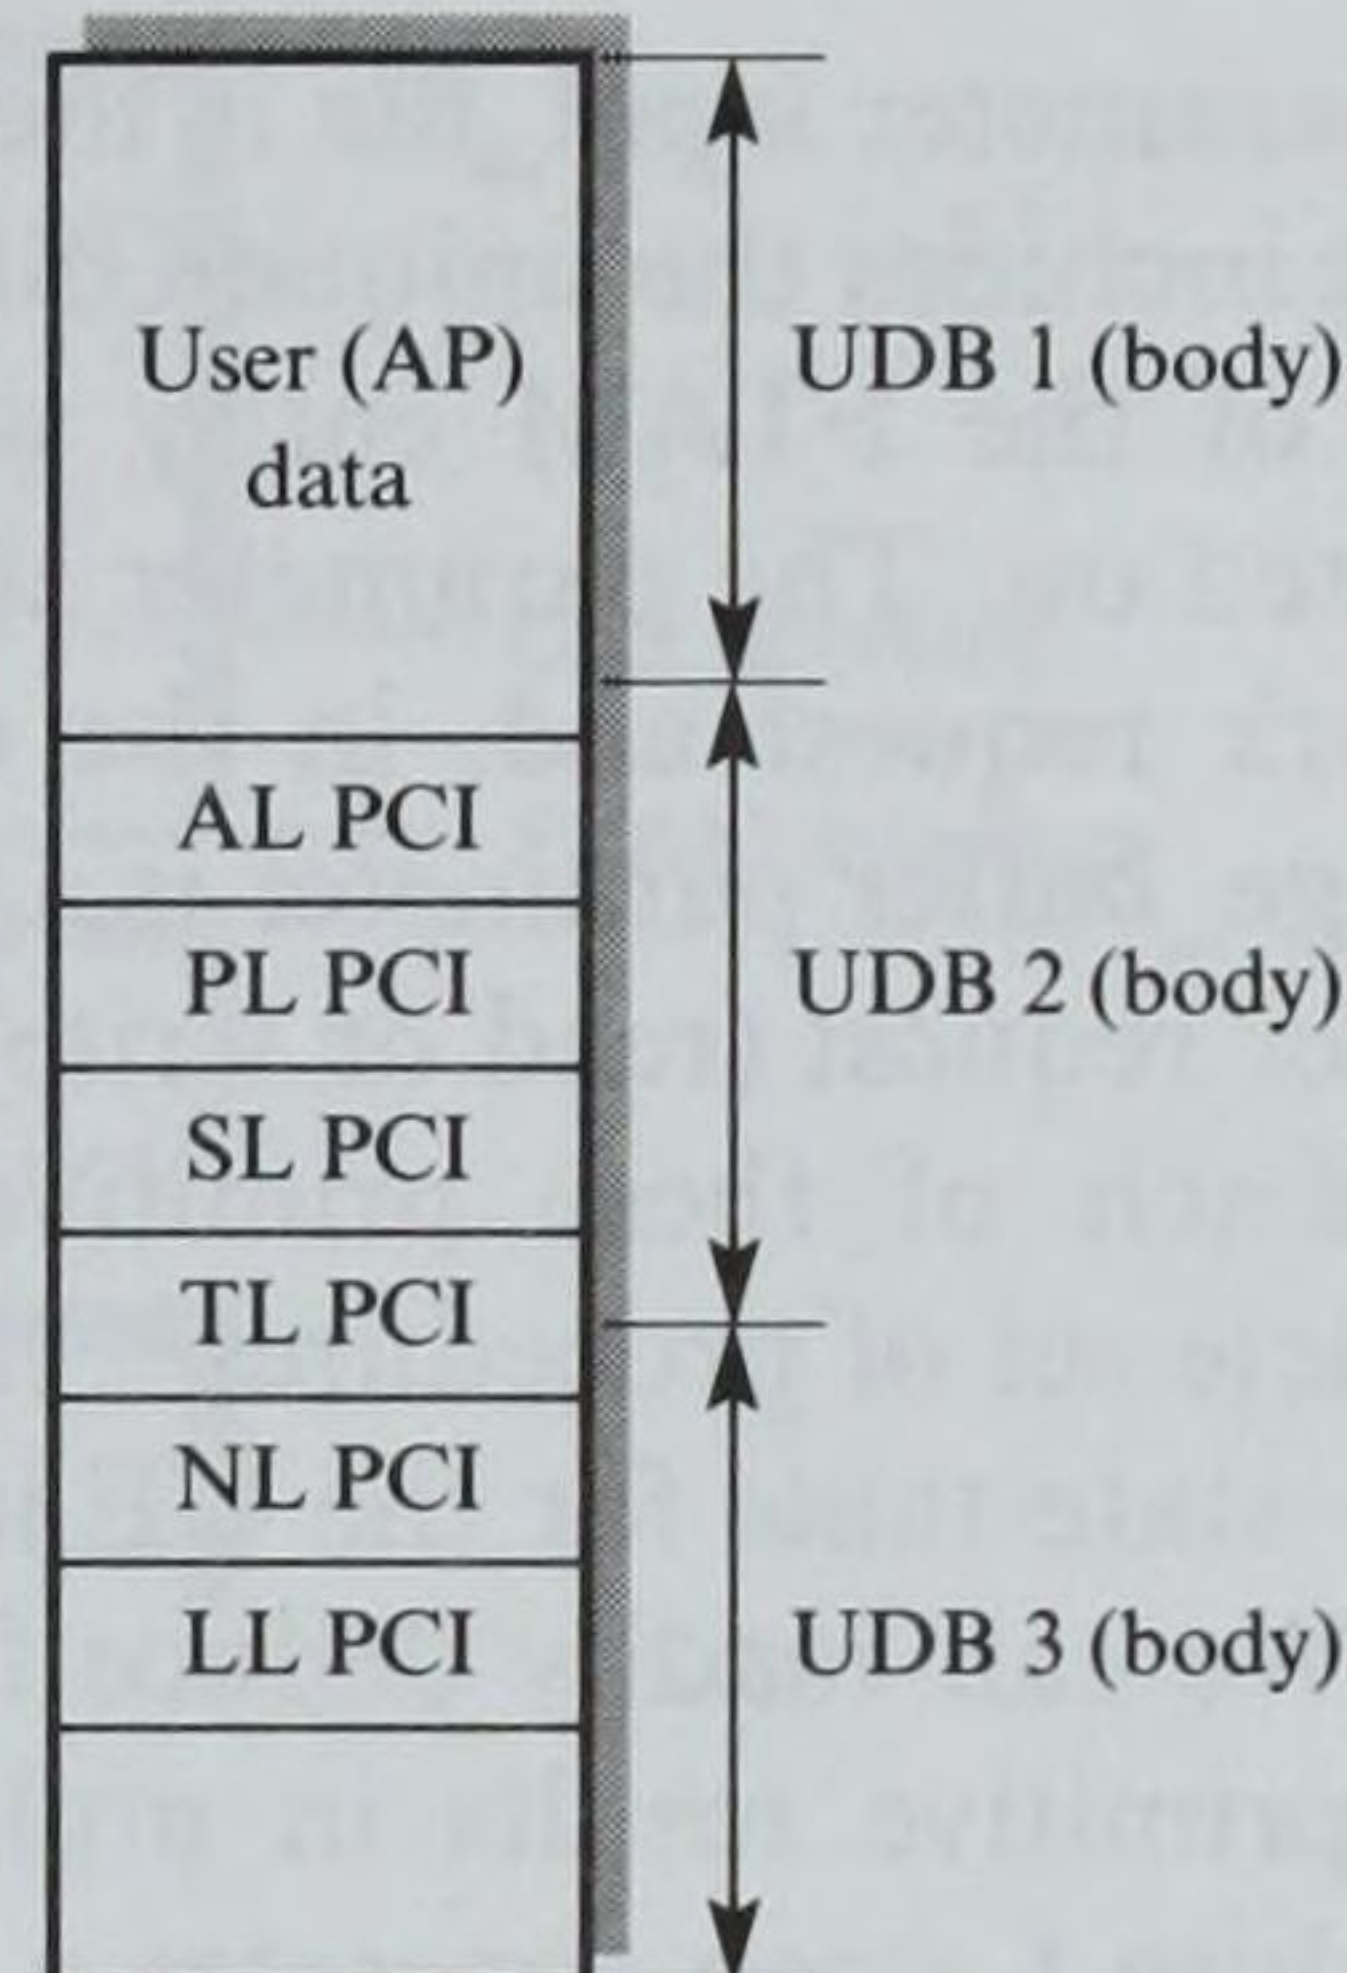 User (AP)
data
UDB 1 (body)
AL PCI
PL PCI
UDB 2 (body)
SL PCI
TL PCI
NL PCI
LL PCI
UDB 3 (body)